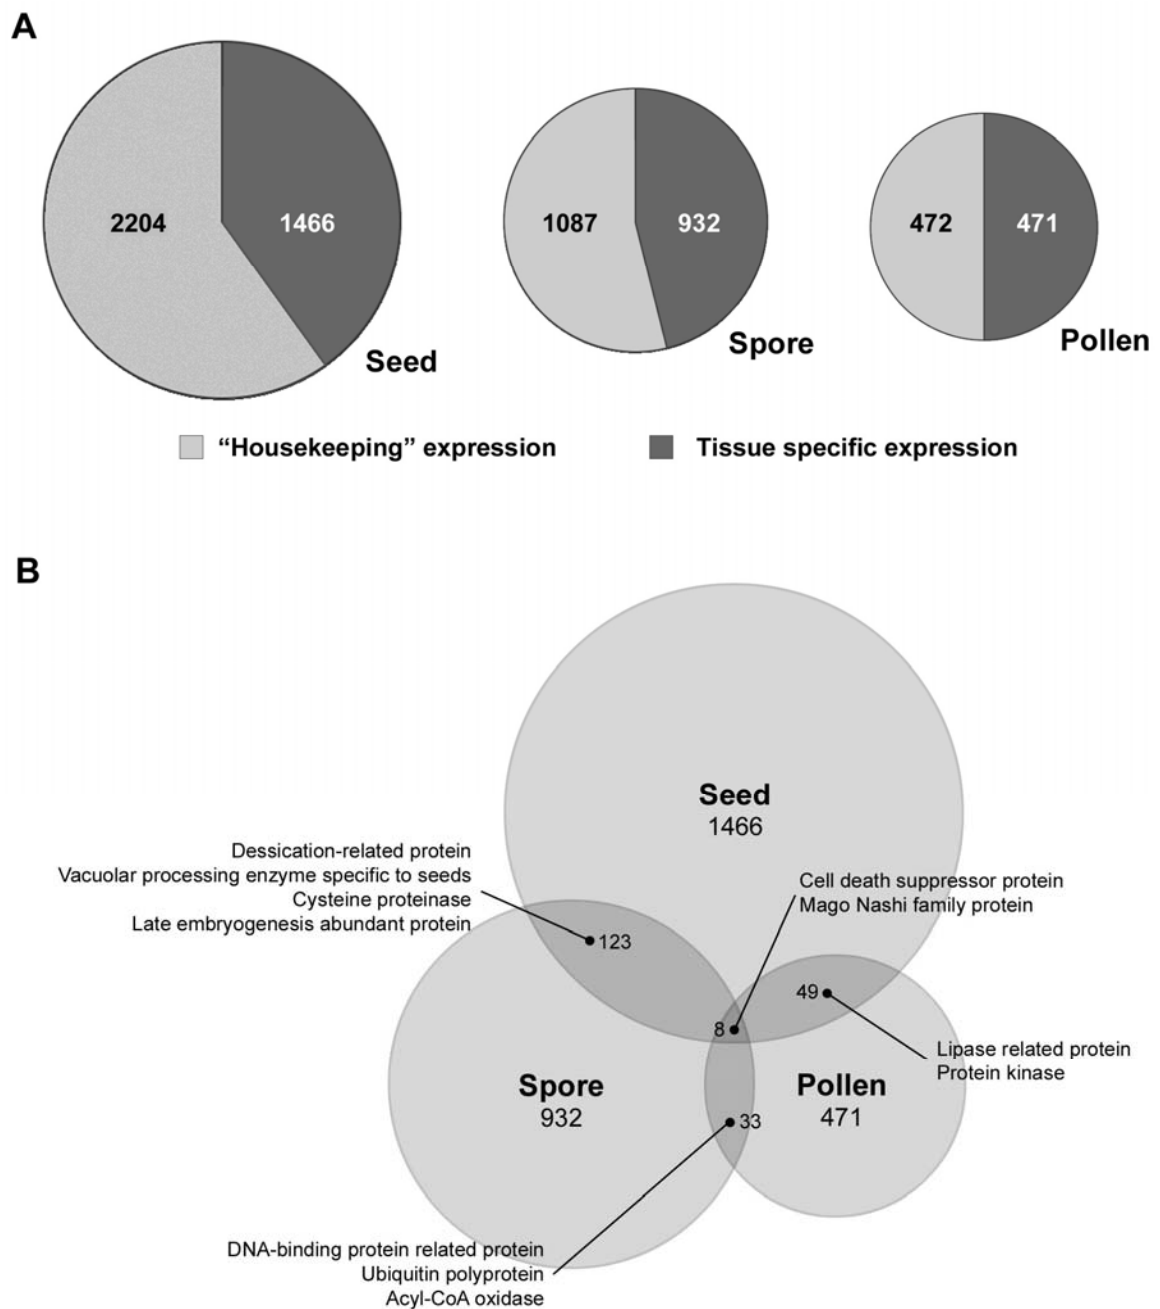 A
2204
1466
Seed
1087
932
Spore
472
471
Pollen
“Housekeeping” expression
Tissue specific expression
B
Seed
1466
Dessication-related protein
Vacuolar processing enzyme specific to seeds
Cysteine proteinase
Late embryogenesis abundant protein
Cell death suppressor protein
Mago Nashi family protein
123
49
8
Lipase related protein
Protein kinase
Spore
932
Pollen
471
33
DNA-binding protein related protein
Ubiquitin polyprotein
Acyl-CoA oxidase